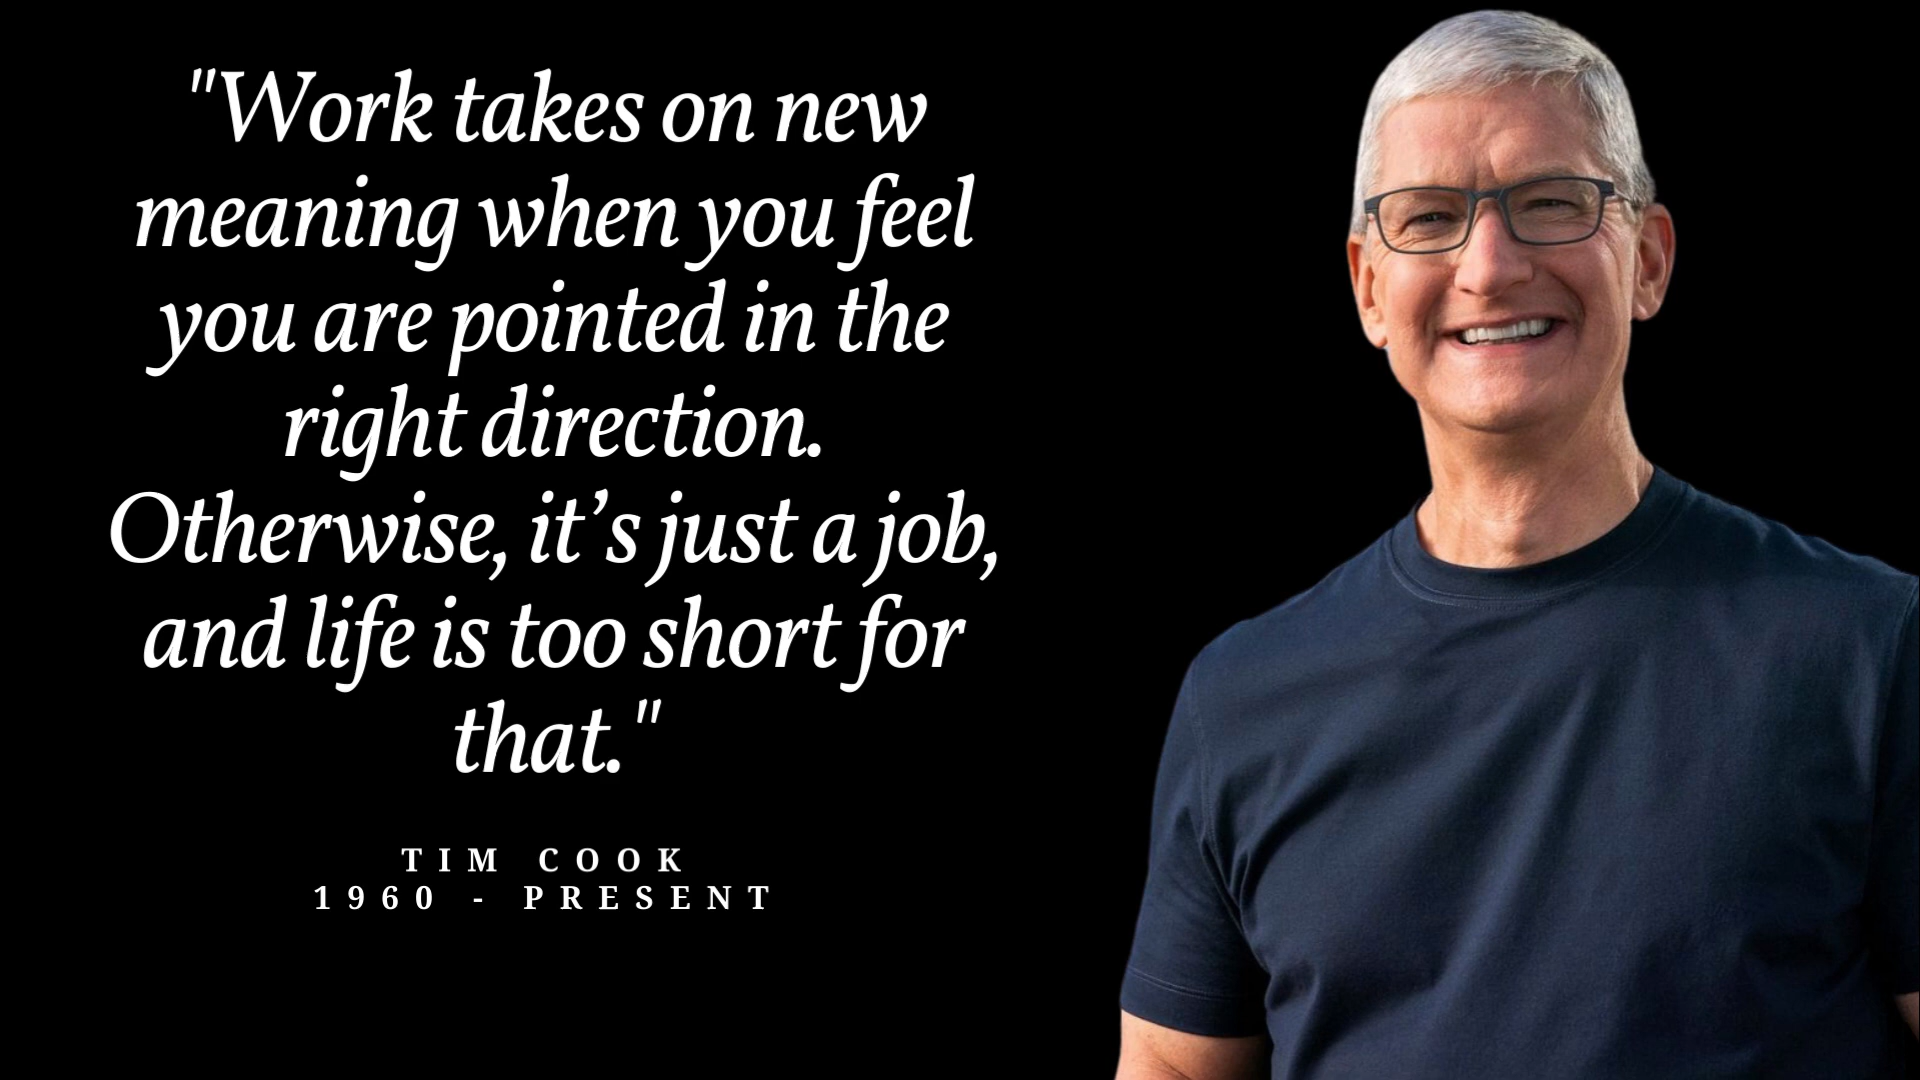 "Work takes on new
meaning when you feel
you are pointed in the
right direction.
Otherwise, it’s just a job,
and life is too short for
that."
TIM COOK
1960 - PRESENT